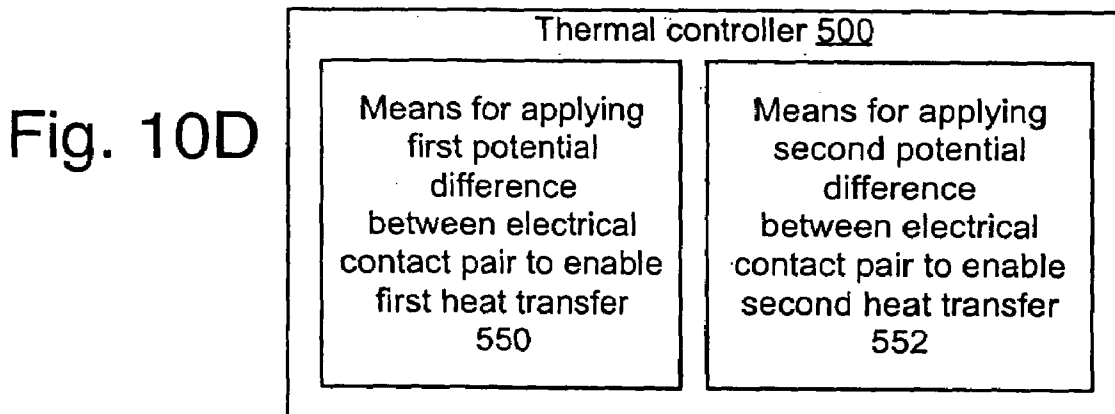 Fig. 10D
Thermal controller 500
Means for applying
first potential
difference
between electrical
contact pair to enable
first heat transfer
550
Means for applying
second potential
difference
between electrical
contact pair to enable
second heat transfer
552